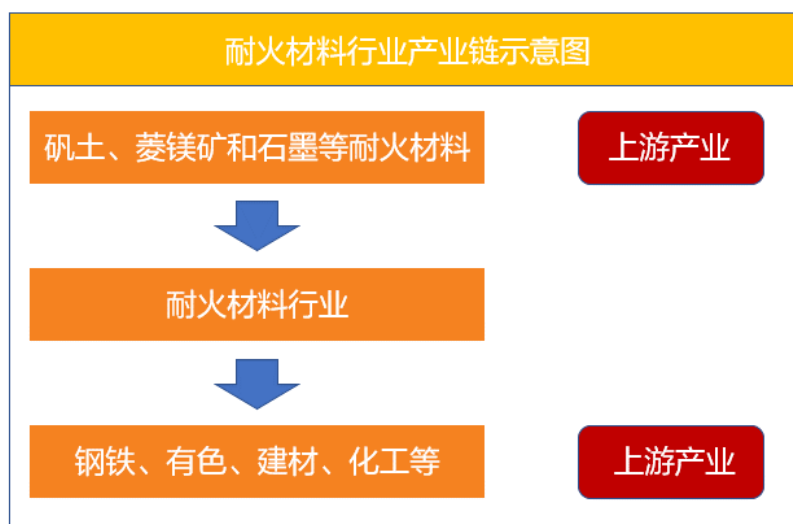 耐火材料行业产业链示意图
矾土、菱镁矿和石墨等耐火材料
上游产业
耐火材料行业
钢铁、有色、建材、化工等
上游产业